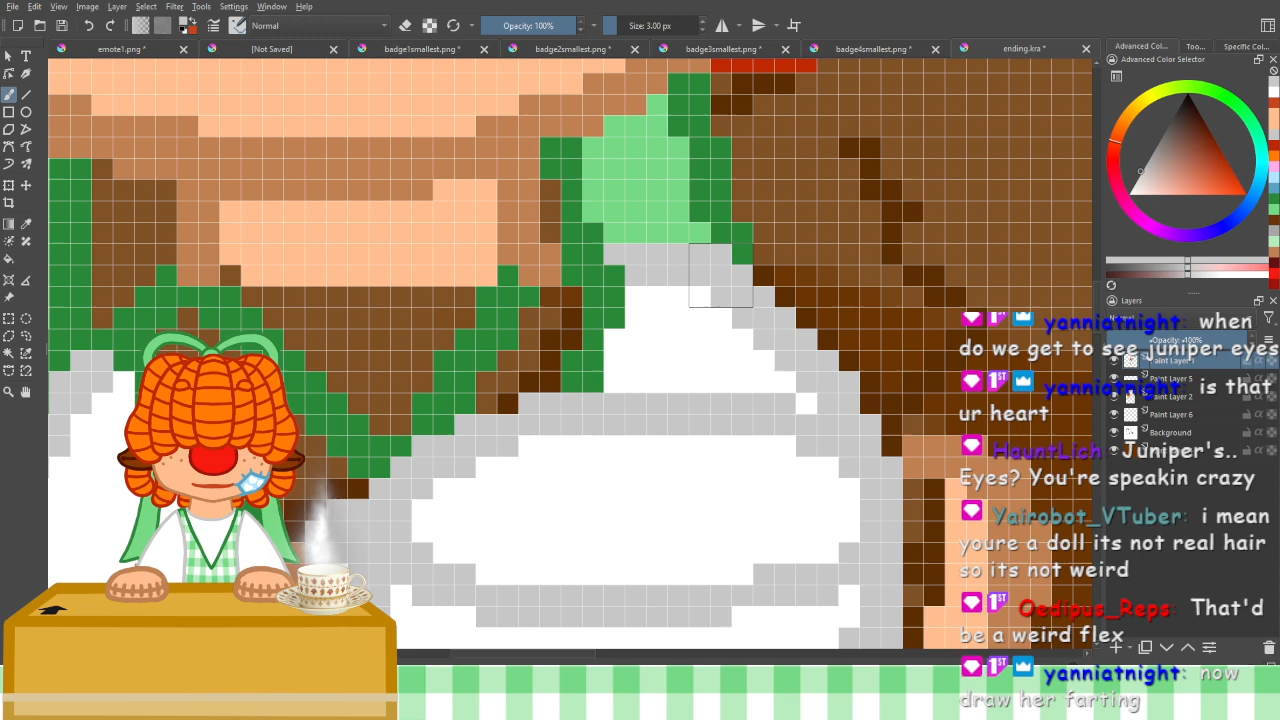 File Edit View Image Layer Select Filter Tools Settings Window Help
Normal Opacity: 100% Size: 3.00 px
emote1.png * [Not Saved] badge1smallest.png * badge2smallest.png * badge3smallest.png * badge4smallest.png * ending.kra *
Advanced Col... Too... Specific Col...
Advanced Color Selector
Layers
Opacity: 100%
Paint Layer 5
Paint Layer 2
Paint Layer 6
Background
yanniatnight: when
do we get to see juniper eyes
yanniatnight: is that
ur heart
HauntLich: Juniper's..
Eyes? You're speakin crazy
Yairobot_VTuber: i mean
youre a doll its not real hair
so its not weird
Oedipus_Reps: That'd
be a weird flex
yanniatnight: now
draw her farting